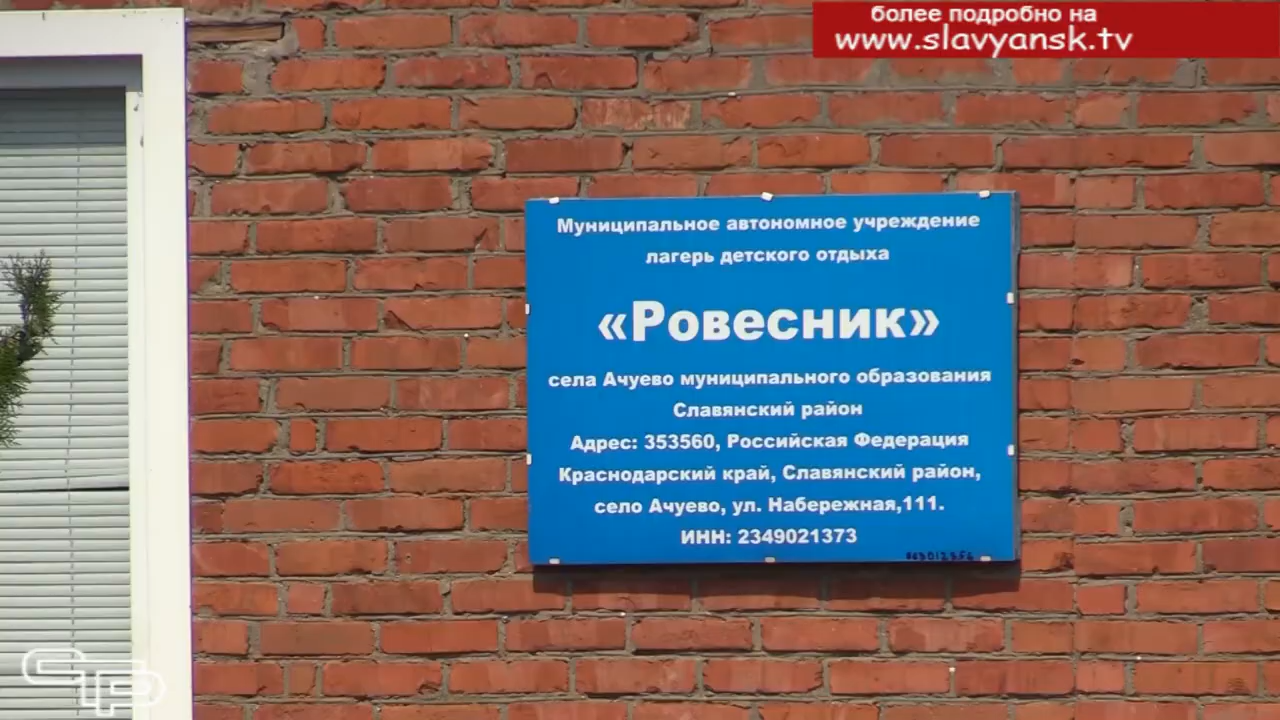 более подробно на
www.slavyansk.tv
Муниципальное автономное учреждение
лагерь детского отдыха
«Ровесник»
села Ачуево муниципального образования
Славянский район
Адрес: 353560, Российская Федерация
Краснодарский край, Славянский район,
село Ачуево, ул. Набережная,111.
ИНН: 2349021373
СТР